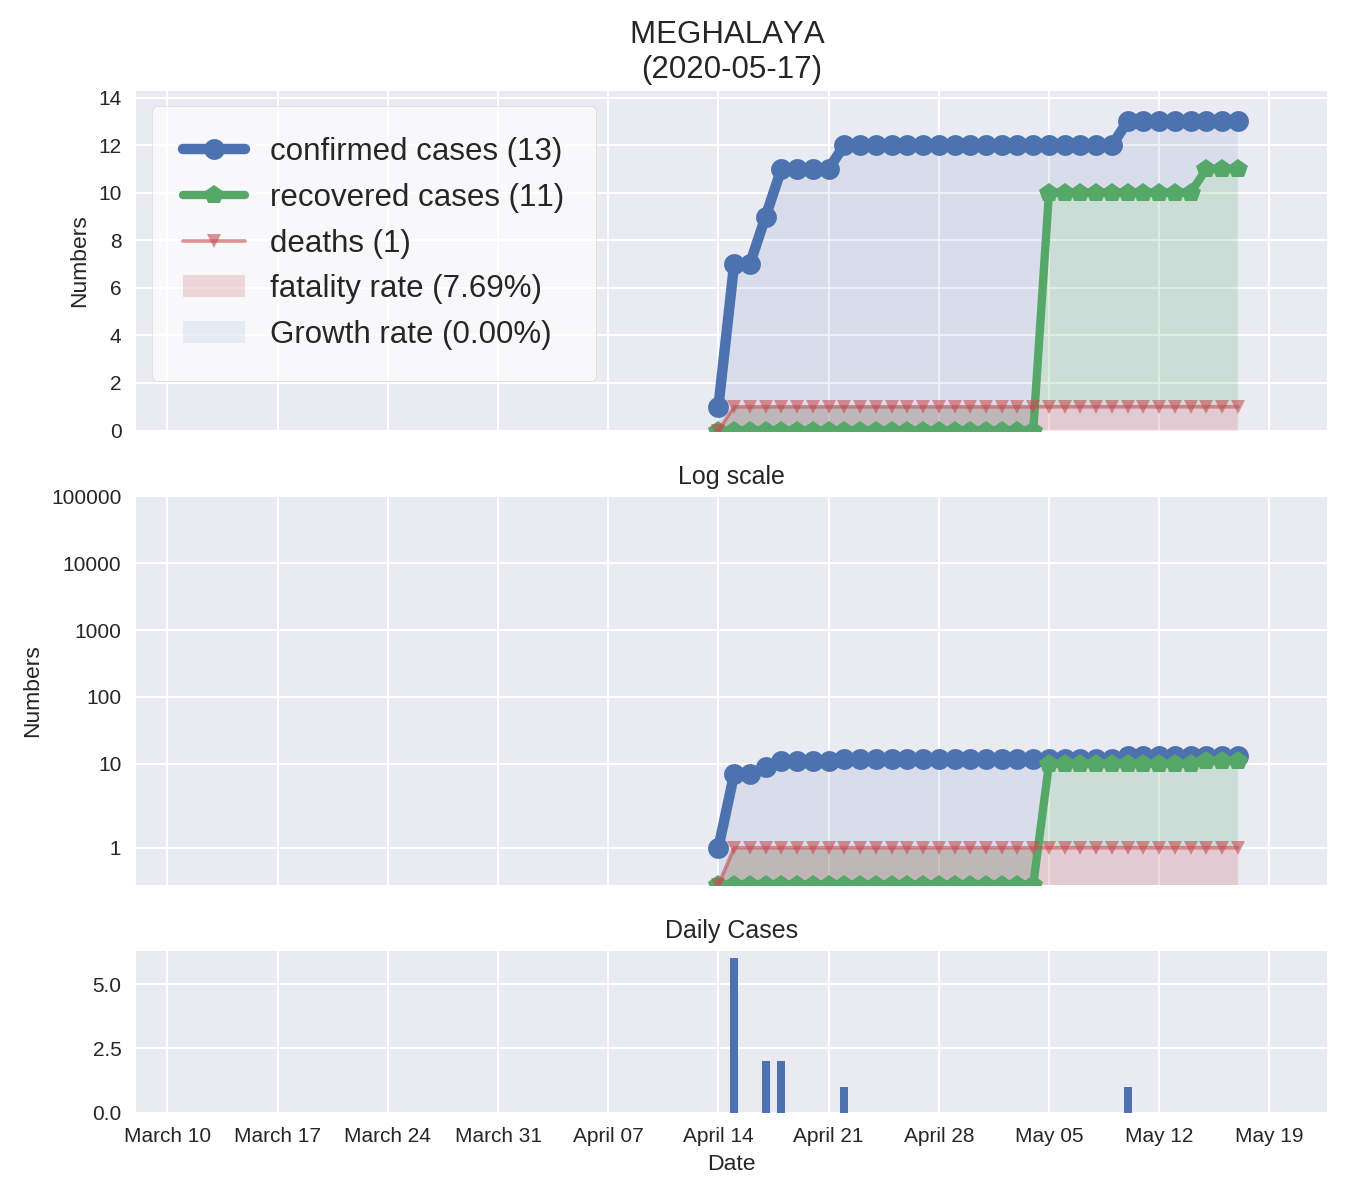 MEGHALAYA
(2020-05-17)
14
12
10
8
6
4
2
0
Numbers
confirmed cases (13)
recovered cases (11)
deaths (1)
fatality rate (7.69%)
Growth rate (0.00%)
Log scale
100000
10000
1000
100
10
1
Numbers
Daily Cases
5.0
2.5
0.0
March 10 March 17 March 24 March 31 April 07 April 14 April 21 April 28 May 05 May 12 May 19
Date